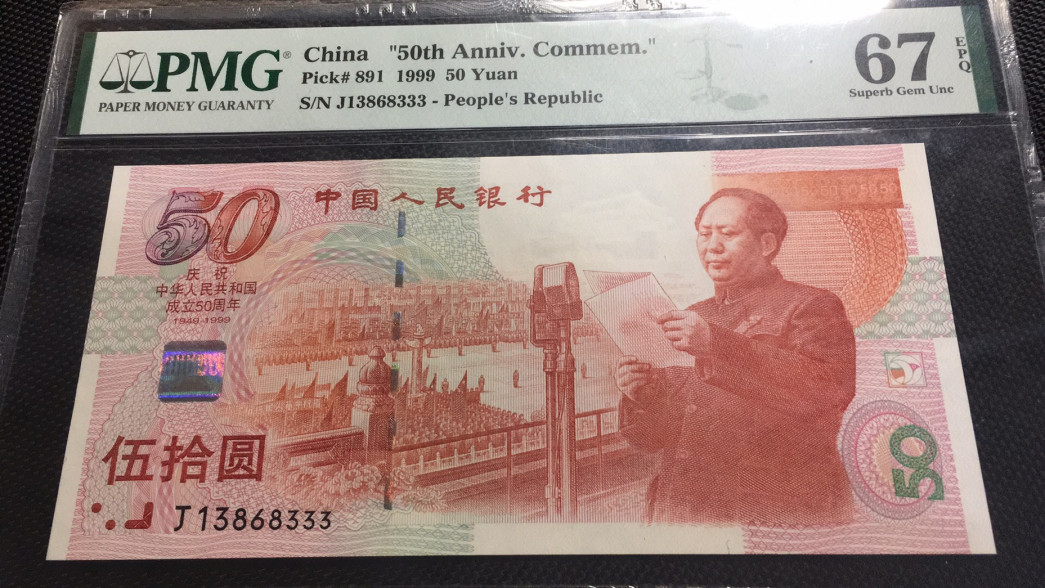 PMG®
PAPER MONEY GUARANTY
China "50th Anniv. Commem."
Pick# 891 1999 50 Yuan
S/N J13868333 - People's Republic
67
EPQ
Superb Gem Unc
50
中国人民银行
庆祝
中华人民共和国
成立50周年
1949-1999
伍拾圆
J13868333
50